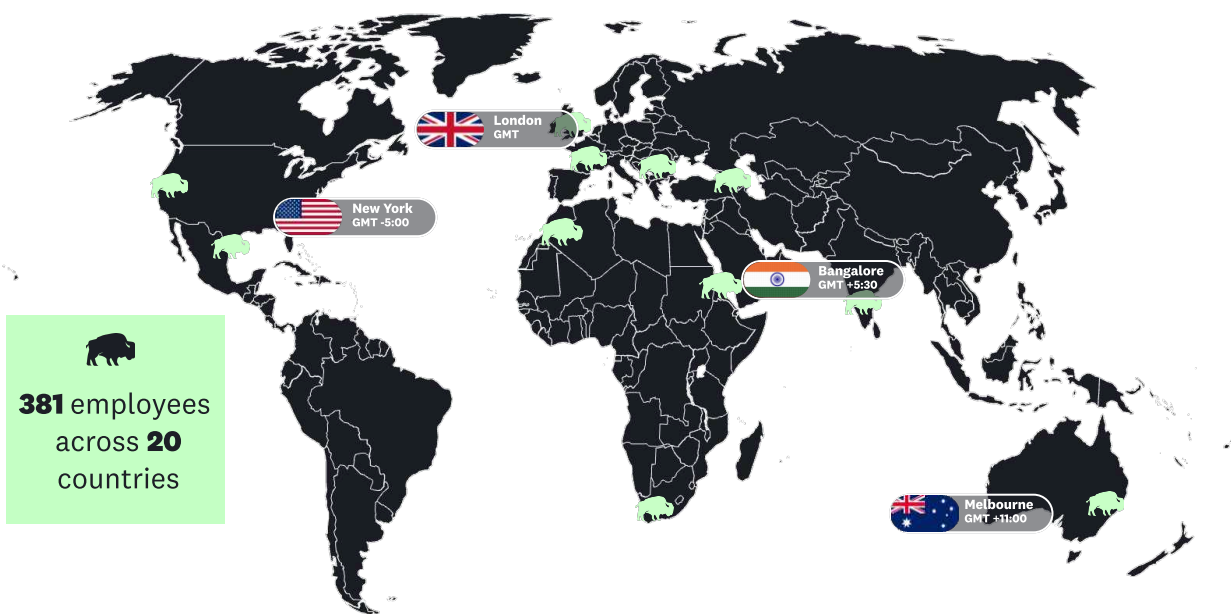 London
GMT
New York
GMT -5:00
Bangalore
GMT +5:30
381 employees
across 20
countries
Melbourne
GMT +11:00